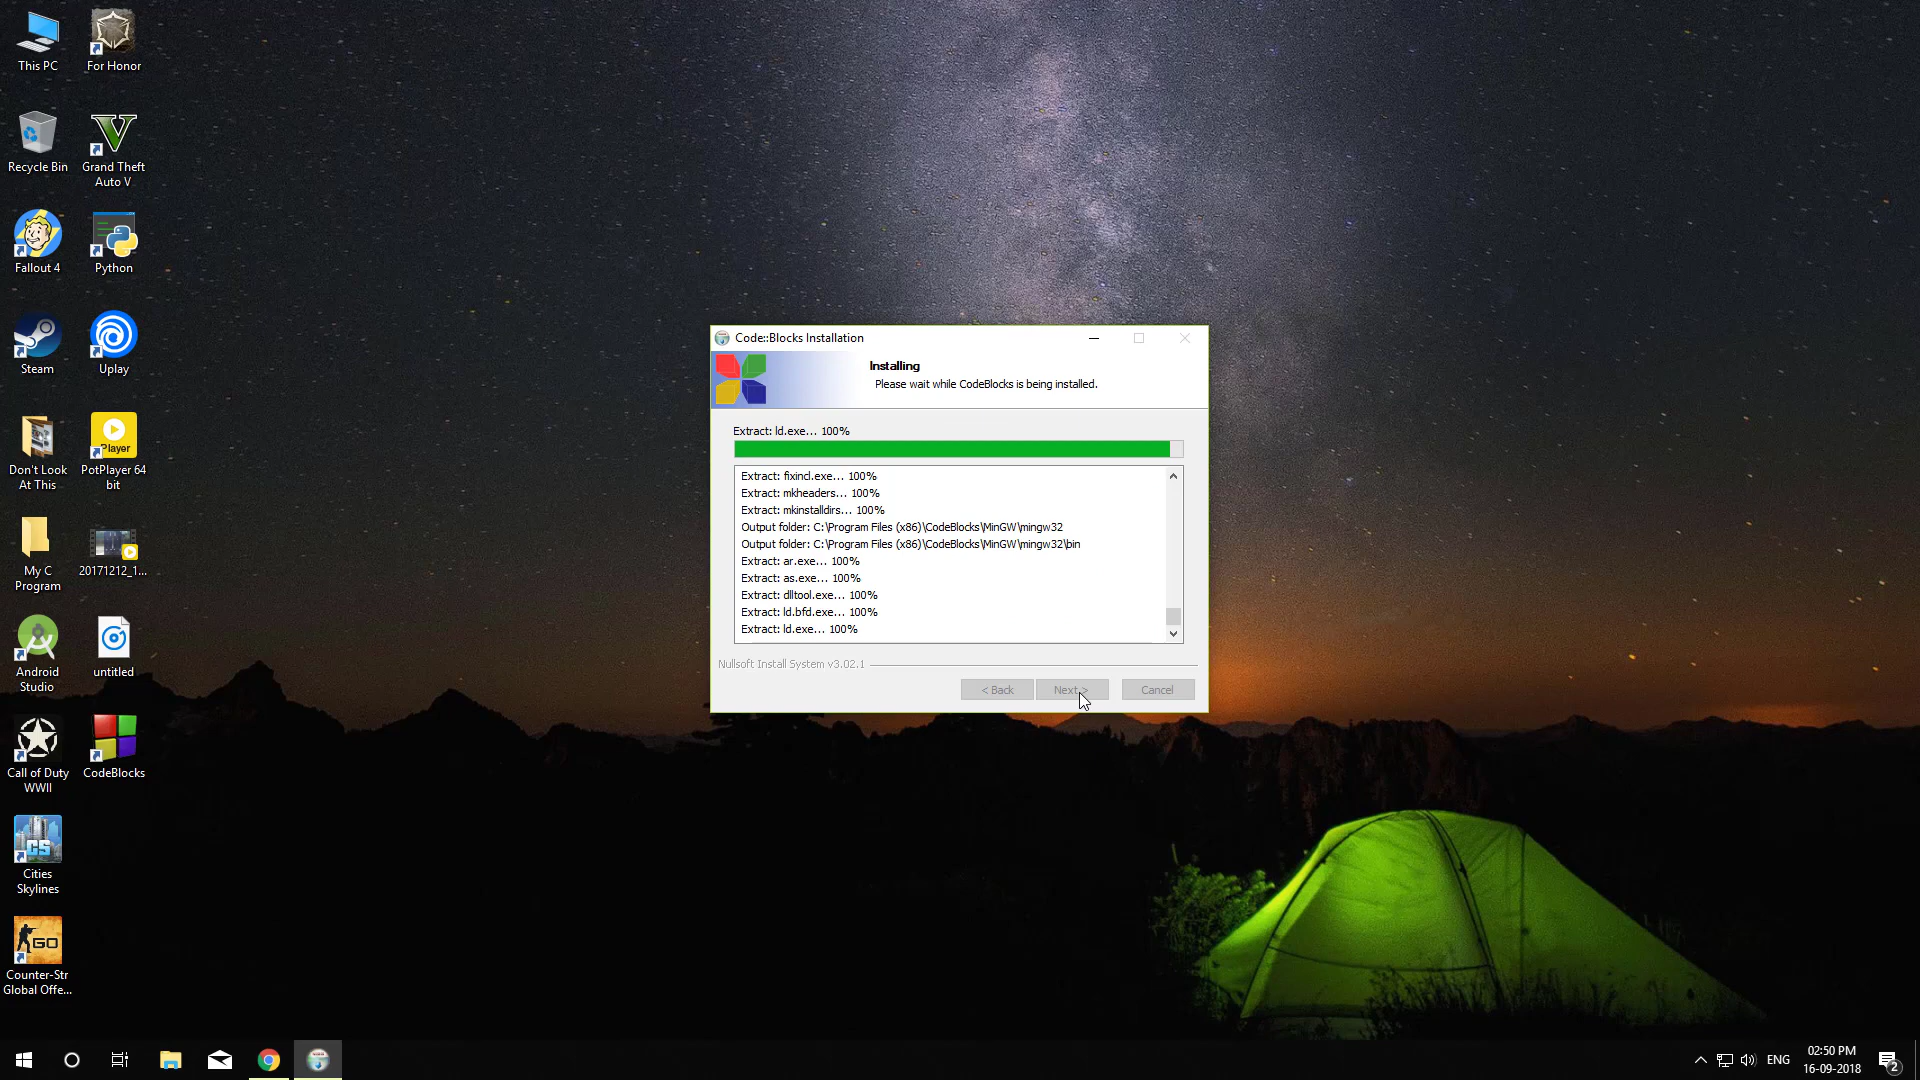 This PC
For Honor
Recycle Bin
Grand Theft
Auto V
Fallout 4
Python
Steam
Uplay
Don't Look
At This
Player
PotPlayer 64
bit
My C
Program
20171212_1...
Android
Studio
untitled
Call of Duty
WWII
CodeBlocks
CS
Cities
Skylines
GO
Counter-Str
Global Offe...
Code::Blocks Installation
Installing
Please wait while CodeBlocks is being installed.
Extract: ld.exe... 100%
Extract: fixincl.exe... 100%
Extract: mkheaders... 100%
Extract: mkinstalldirs... 100%
Output folder: C:\Program Files (x86)\CodeBlocks\MinGW\mingw32
Output folder: C:\Program Files (x86)\CodeBlocks\MinGW\mingw32\bin
Extract: ar.exe... 100%
Extract: as.exe... 100%
Extract: dlltool.exe... 100%
Extract: ld.bfd.exe... 100%
Extract: ld.exe... 100%
Nullsoft Install System v3.02.1
< Back
Next >
Cancel
ENG
02:50 PM
16-09-2018
2